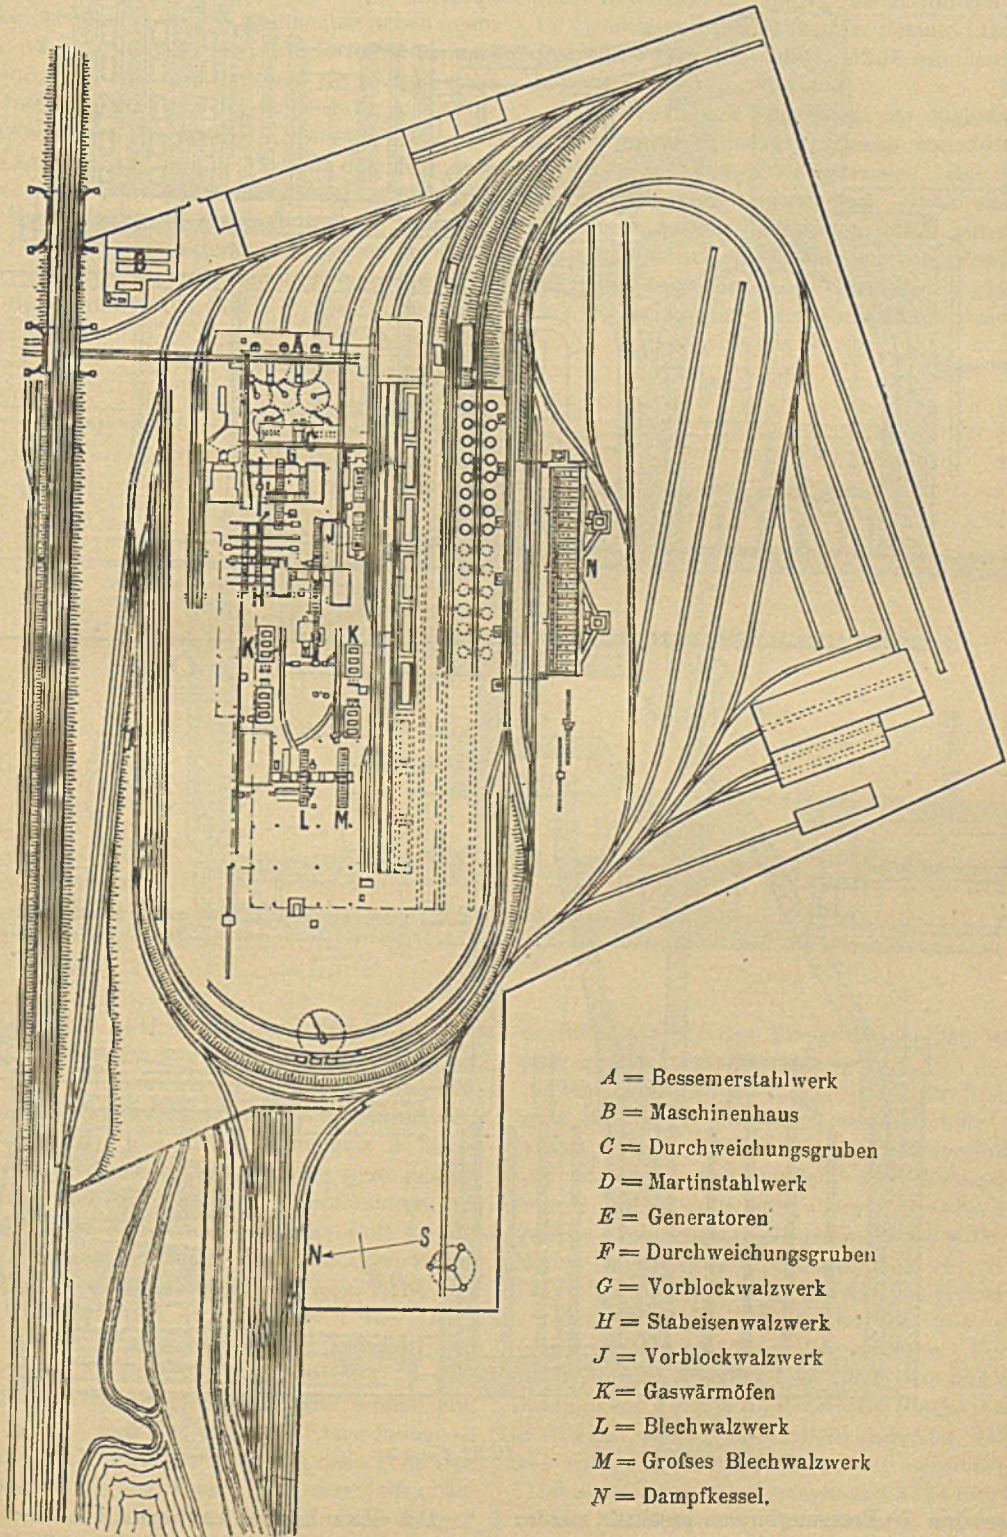 A
B
C
G
N
K
K
L. M.
N S
A = Bessemerstahlwerk
B = Maschinenhaus
C = Durchweichungsgruben
D = Martinstahlwerk
E = Generatoren
F = Durchweichungsgruben
G = Vorblockwalzwerk
H = Stabeisenwalzwerk
J = Vorblockwalzwerk
K = Gaswärmöfen
L = Blechwalzwerk
M = Grofses Blechwalzwerk
N = Dampfkessel.